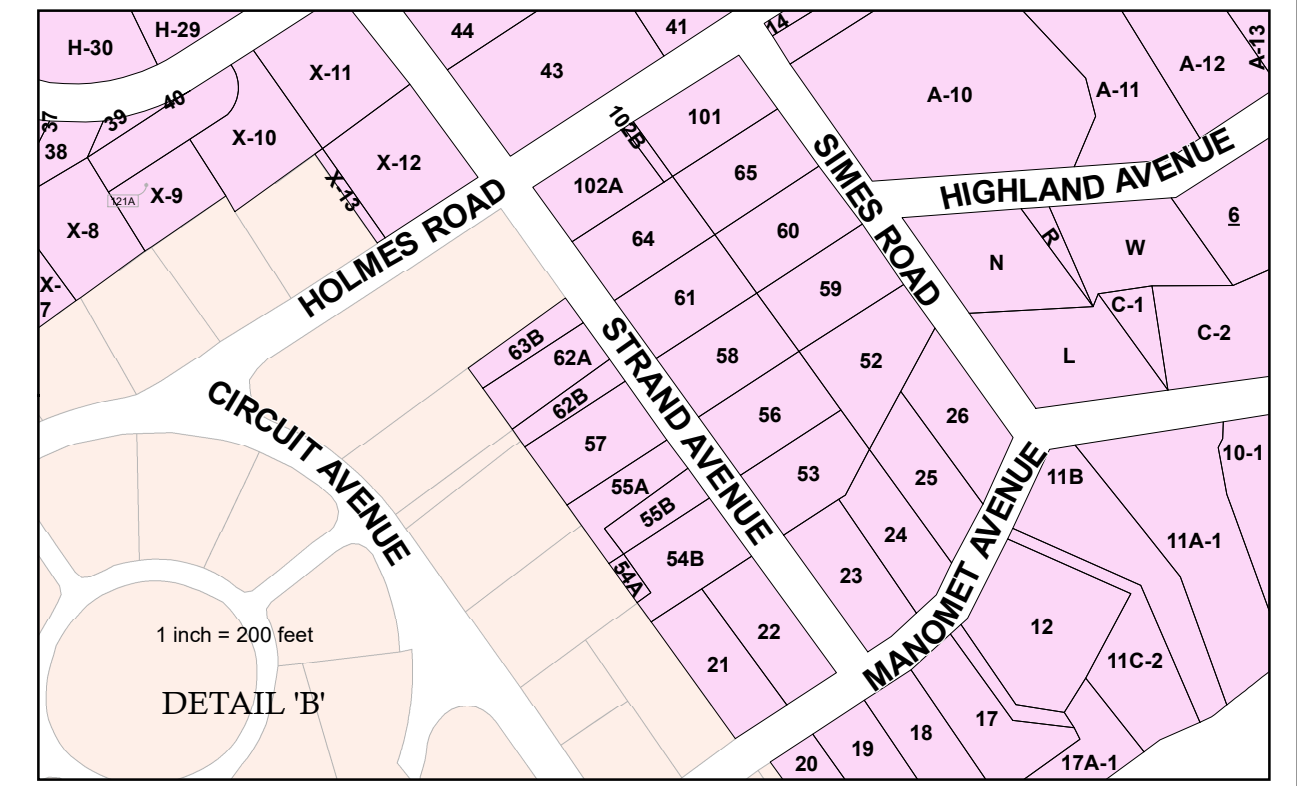 H-30
H-29
44
41
14
A-13
43
X-11
A-12
A-10
A-11
37
39
40
38
X-10
102B
101
X-12
X-9
121A
X-13
102A
65
SIMES ROAD
HIGHLAND AVENUE
X-8
HOLMES ROAD
64
60
6
N
R
W
X-
7
61
59
C-1
C-2
63B
62A
STRAND AVENUE
58
52
L
CIRCUIT AVENUE
62B
56
26
57
53
25
11B
10-1
55A
55B
24
MANOMET AVENUE
11A-1
54B
54A
23
1 inch = 200 feet
22
12
21
11C-2
DETAIL 'B'
17
18
19
20
17A-1